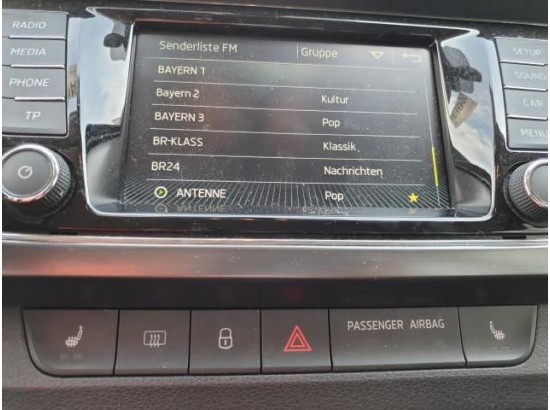 RADIO
MEDIA
PHONE
TP
Senderliste FM Gruppe
BAYERN 1
Bayern 2 Kultur
BAYERN 3 Pop
BR-KLASS Klassik
BR24 Nachrichten
ANTENNE Pop
SETUP
SOUND
CAR
MENU
PASSENGER AIRBAG